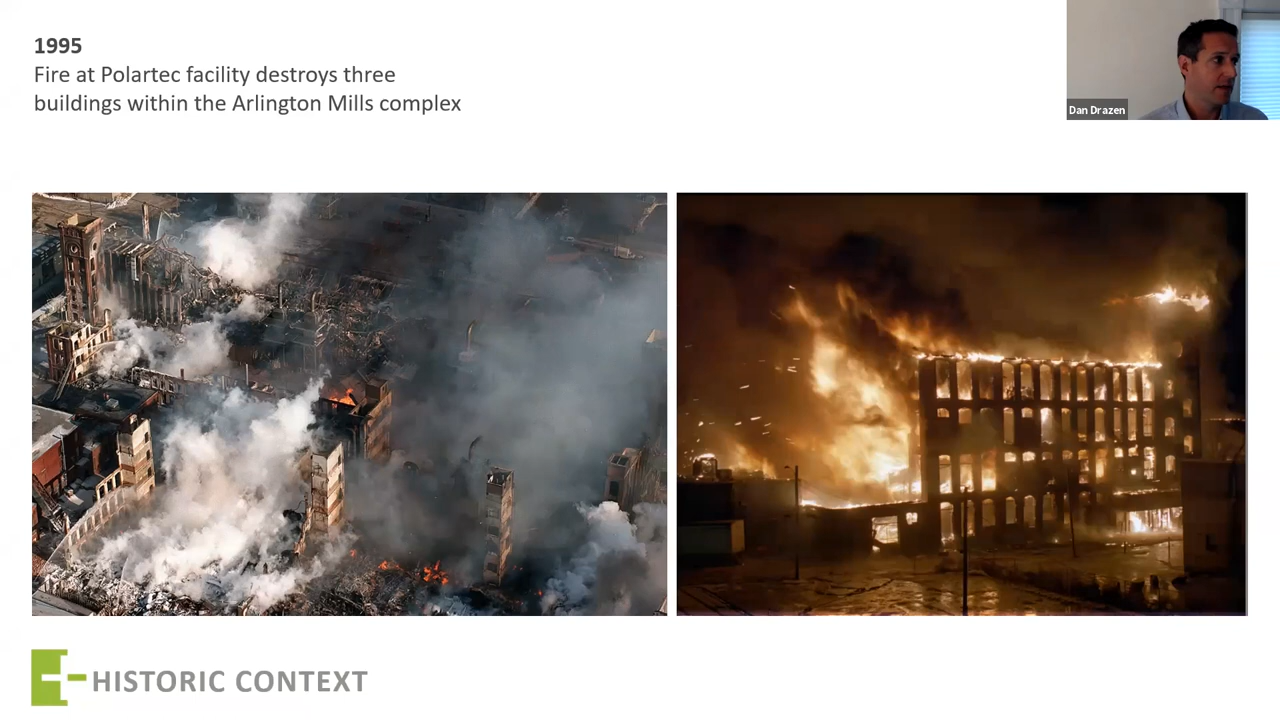 1995
Fire at Polartec facility destroys three
buildings within the Arlington Mills complex
Dan Drazen
HISTORIC CONTEXT